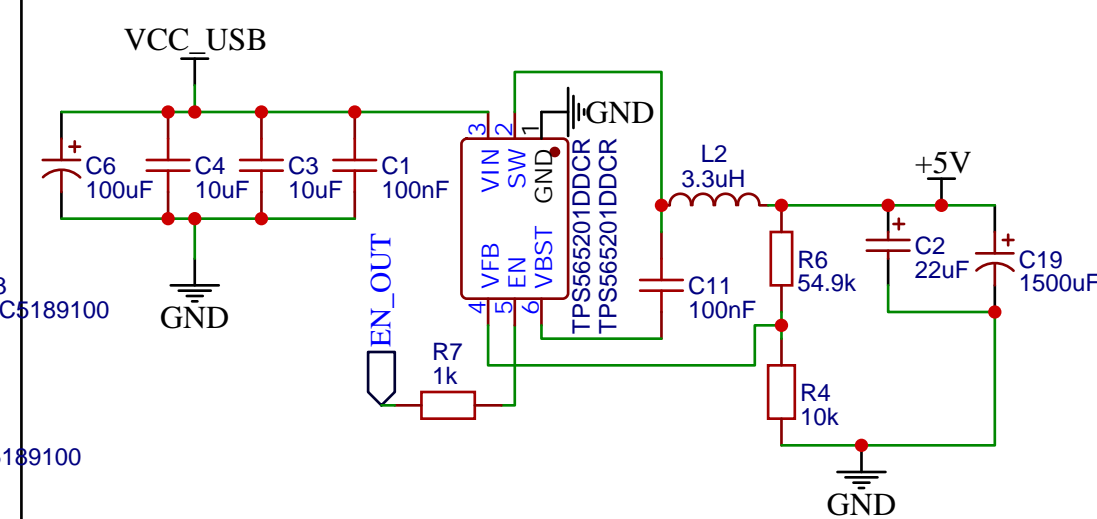 VCC_USB
C6
100uF
C4
10uF
C3
10uF
C1
100nF
GND
3
2
1
VIN
SW
GND
VFB
EN
VBST
4
5
6
TPS565201DDCR
TPS565201DDCR
GND
EN_OUT
R7
1k
L2
3.3uH
C11
100nF
+5V
R6
54.9k
C2
22uF
C19
1500uF
R4
10k
GND
C5189100
189100